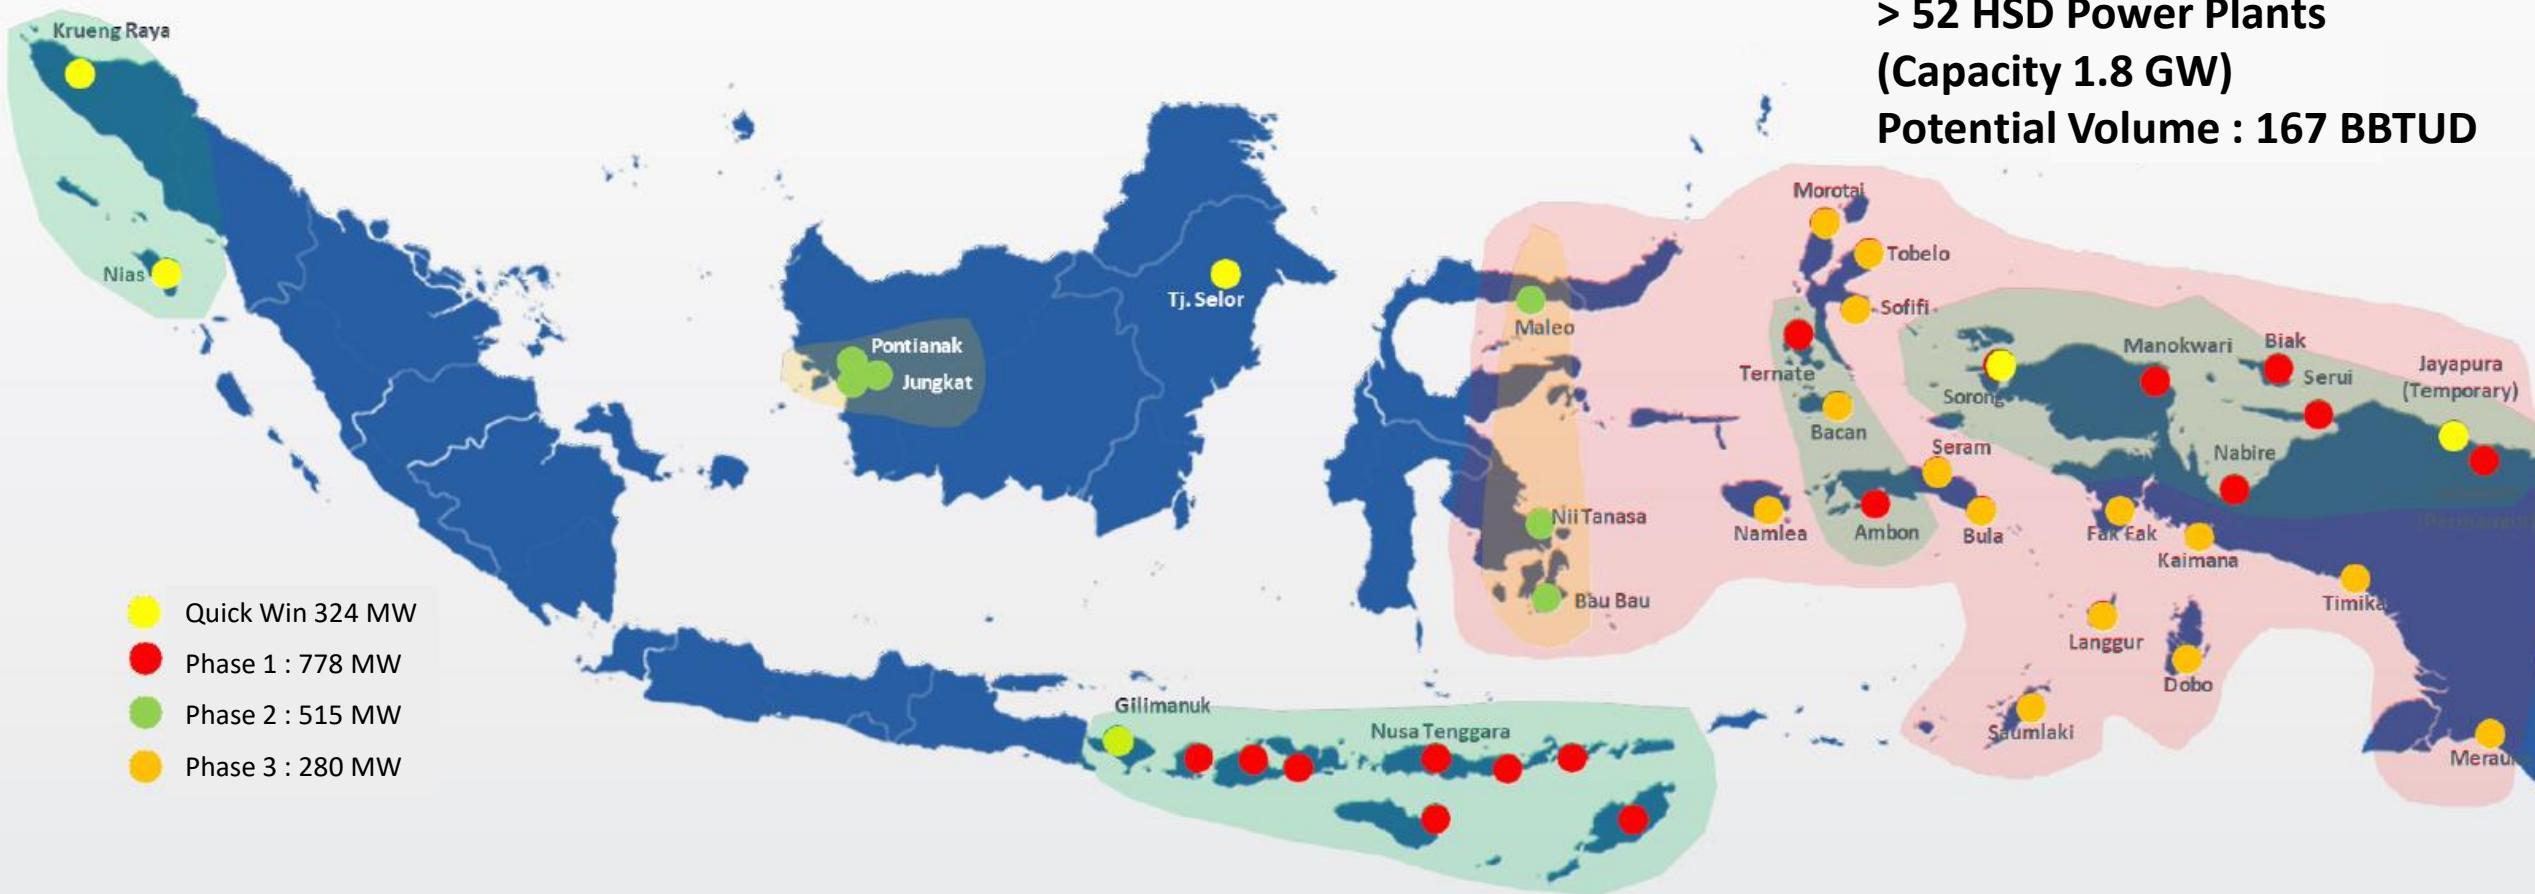 > 52 HSD Power Plants
(Capacity 1.8 GW)
Potential Volume : 167 BBTUD
Krueng Raya
Nias
Tj. Selor
Pontianak
Jungkat
Morotai
Tobelo
Sofifi
Maleo
Ternate
Bacan
Sorong
Manokwari
Biak
Serui
Jayapura
(Temporary)
Nabire
Seram
Nii Tanasa
Namlea
Ambon
Bula
Fak Fak
Kaimana
Bau Bau
Timika
Langgur
Dobo
Saumlaki
Gilimanuk
Nusa Tenggara
Quick Win 324 MW
Phase 1 : 778 MW
Phase 2 : 515 MW
Phase 3 : 280 MW